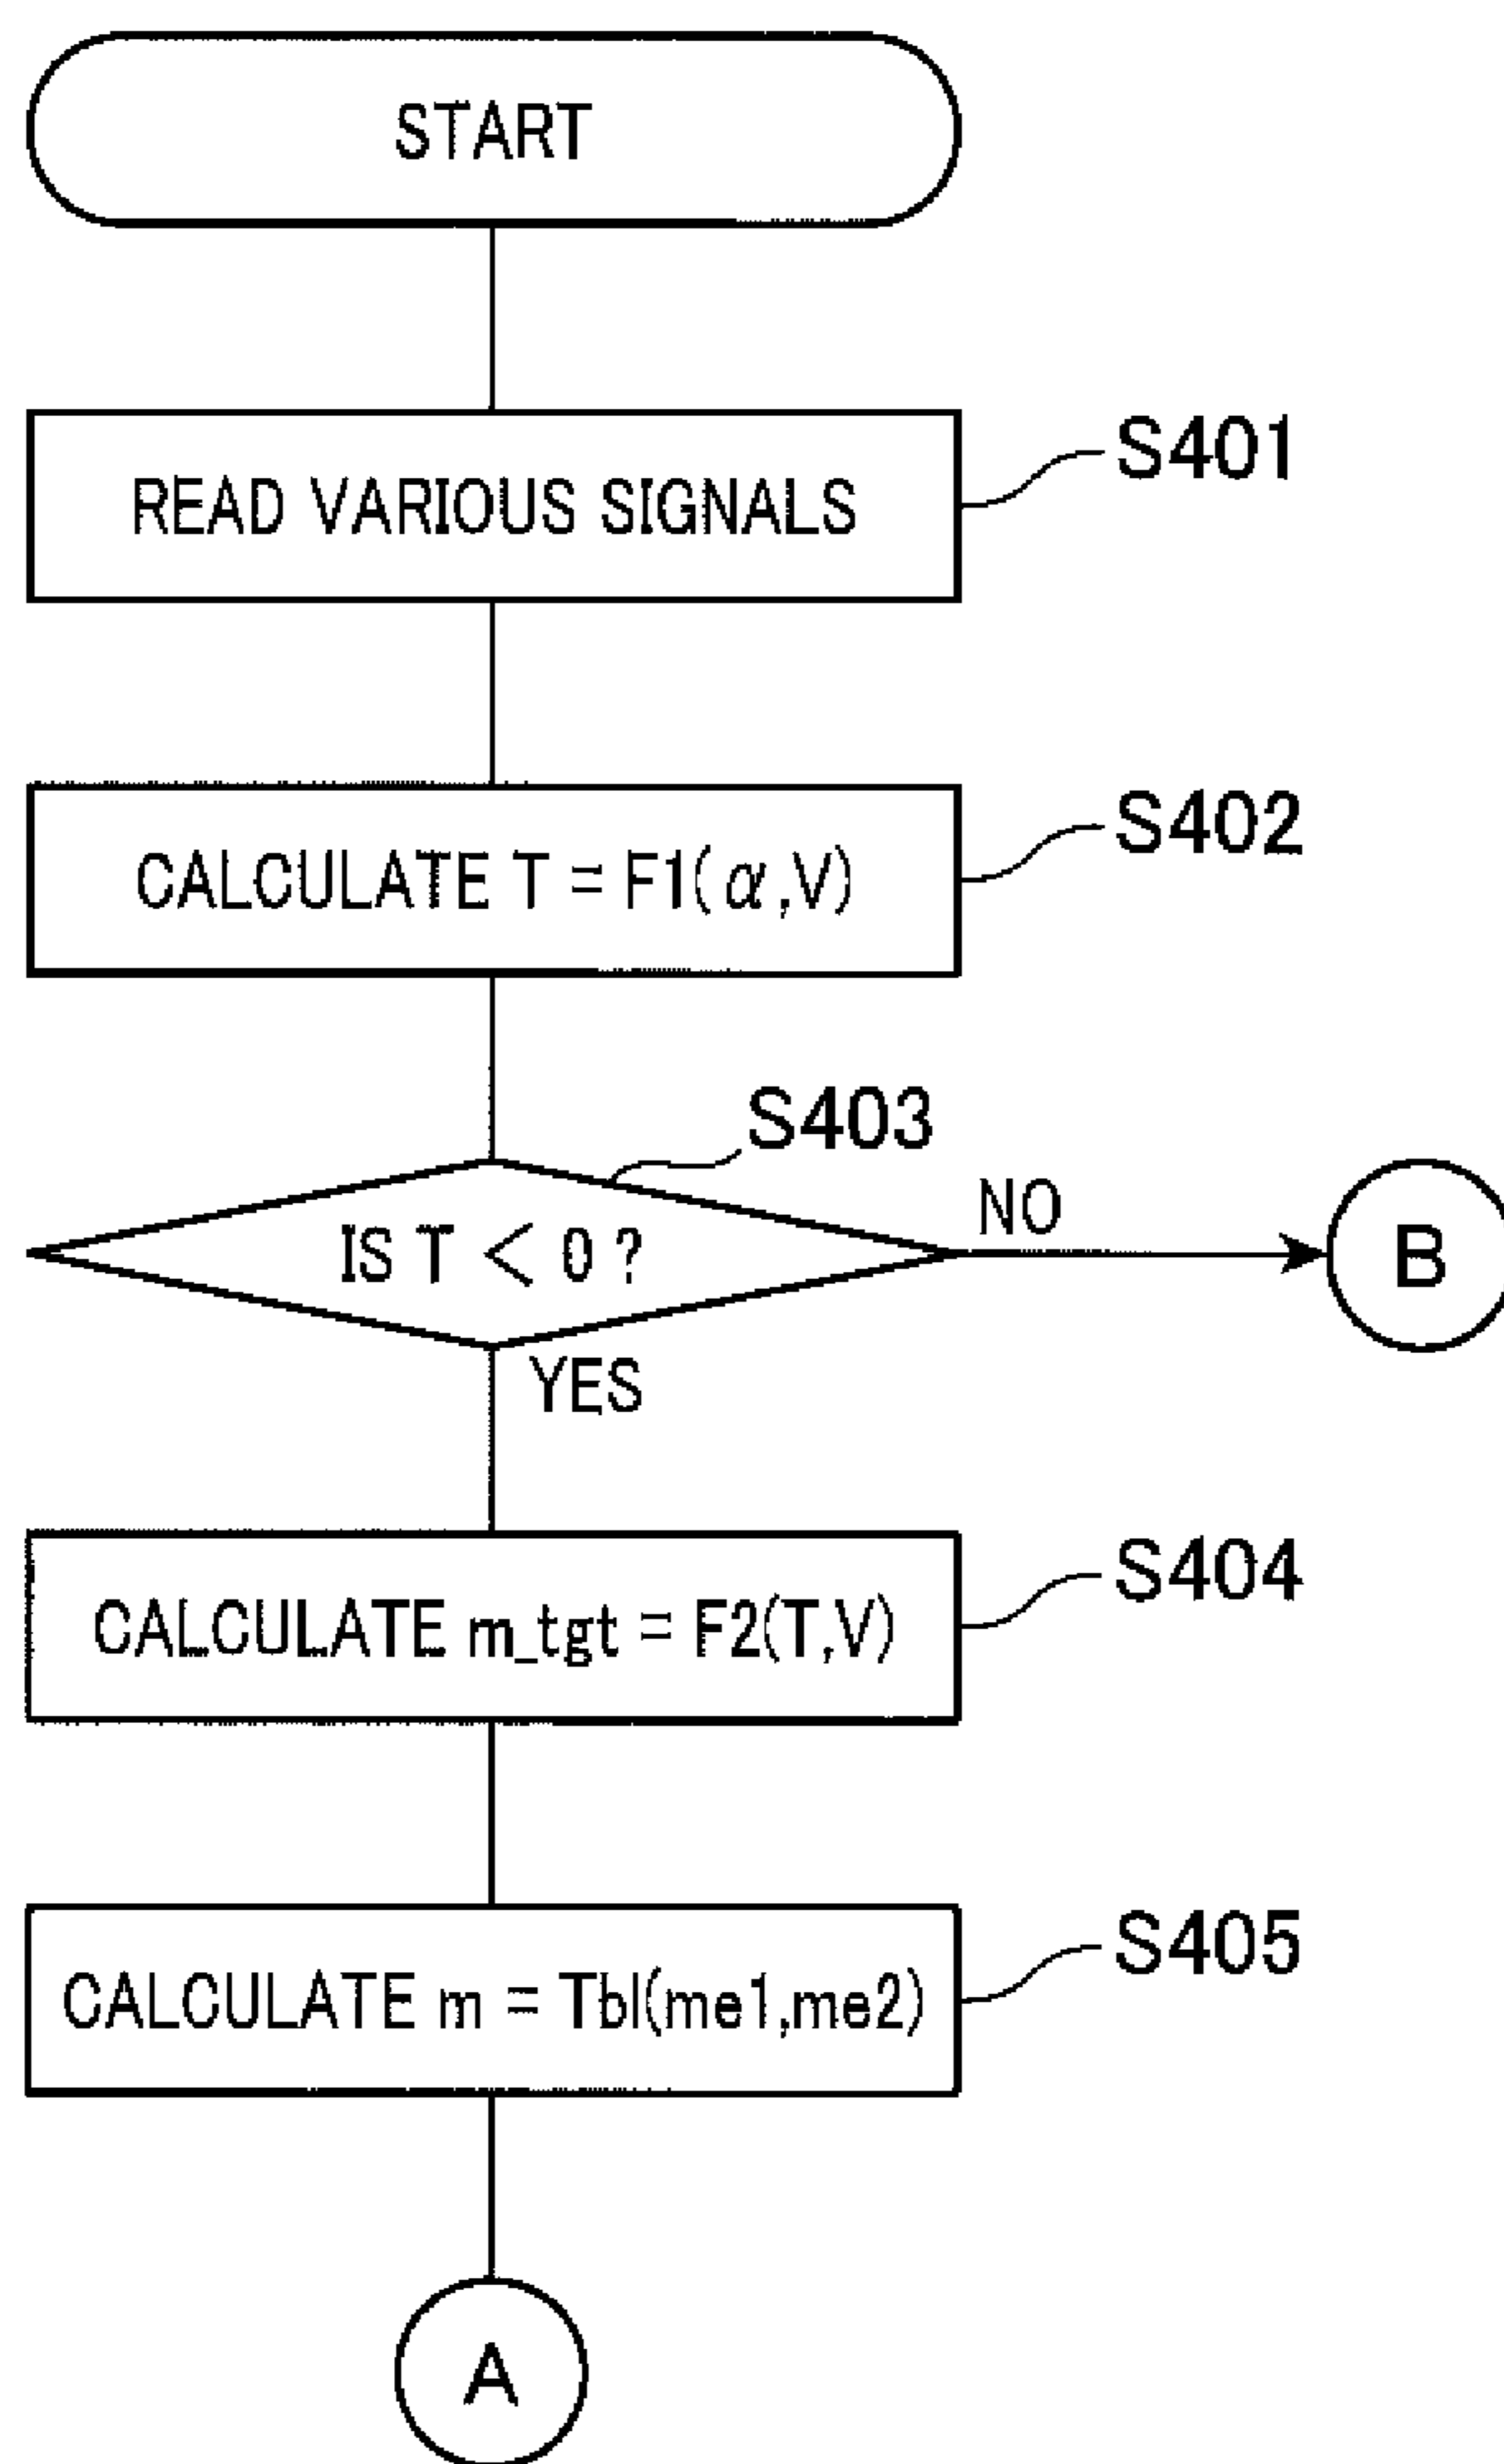 START
READ VARIOUS SIGNALS
S401
CALCULATE T = F1(α,V)
S402
S403
IS T < 0 ?
NO
B
YES
CALCULATE m_tgt = F2(T,V)
S404
CALCULATE m = Tbl(me1,me2)
S405
A